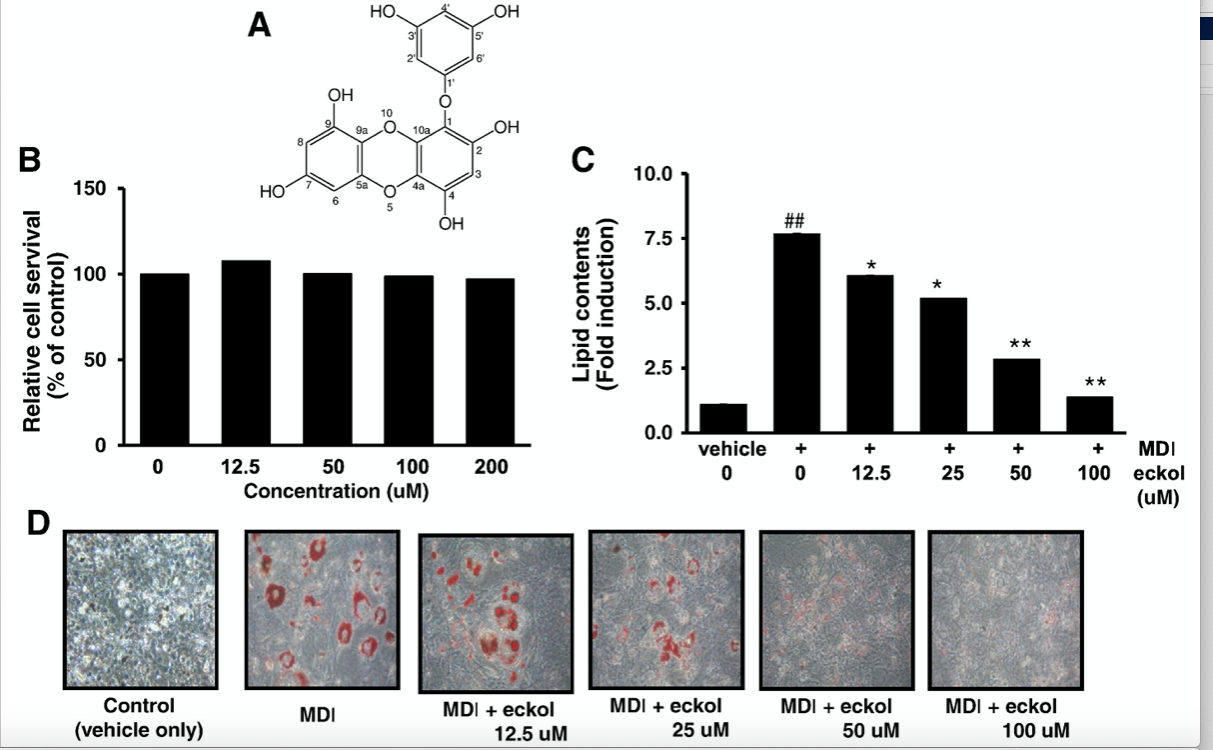 A
HO
4'
OH
3'
5'
2'
6'
1'
O
OH
9
10
1
OH
8
9a
O
10a
2
HO
7
5a
4a
3
6
O
4
5
OH
B
Relative cell servival
(% of control)
150
100
50
0
0 12.5 50 100 200
Concentration (uM)
C
Lipid contents
(Fold induction)
10.0
7.5
5.0
2.5
0.0
##
*
*
**
**
vehicle + + + + + MDI
0 0 12.5 25 50 100 eckol
(uM)
D
Control
(vehicle only)
MDI
MDI + eckol
12.5 uM
MDI + eckol
25 uM
MDI + eckol
50 uM
MDI + eckol
100 uM